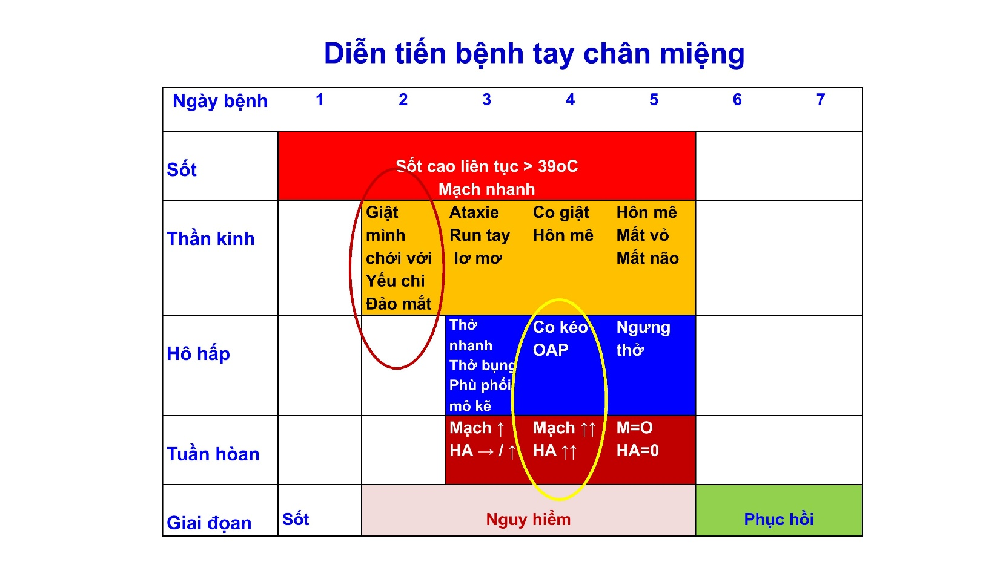 Diễn tiến bệnh tay chân miệng
Ngày bệnh 1 2 3 4 5 6 7
Sốt
Sốt cao liên tục > 39oC
Mạch nhanh
Thần kinh
Giật
mình
chới với
Yếu chi
Đảo mắt
Ataxie
Run tay
lơ mơ
Co giật
Hôn mê
Hôn mê
Mất vỏ
Mất não
Hô hấp
Thở
nhanh
Thở bụng
Phù phổi
mô kẽ
Co kéo
OAP
Ngưng
thở
Tuần hòan
Mạch ↑
HA → / ↑
Mạch ↑↑
HA ↑↑
M=O
HA=0
Giai đọan
Sốt
Nguy hiểm
Phục hồi